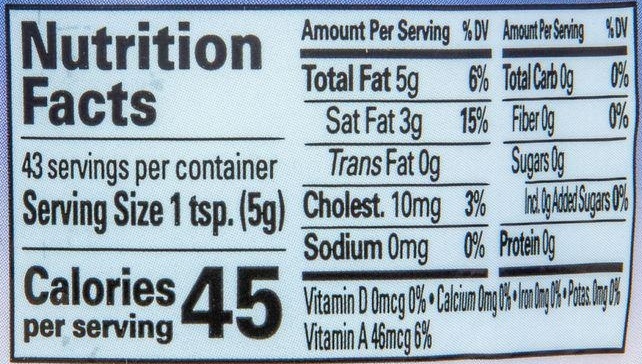 Nutrition
Facts
43 servings per container
Serving Size 1 tsp. (5g)
Calories 45
per serving
Amount Per Serving % DV
Total Fat 5g 6%
Sat Fat 3g 15%
Trans Fat 0g
Cholest. 10mg 3%
Sodium 0mg 0%
Amount Per Serving % DV
Total Carb 0g 0%
Fiber 0g 0%
Sugars 0g
Incl. 0g Added Sugars 0%
Protein 0g
Vitamin D 0mcg 0% • Calcium 0mg 0% • Iron 0mg 0% • Potas. 0mg 0%
Vitamin A 46mcg 6%